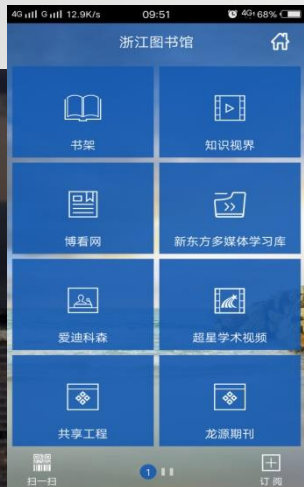 4G G 12.9K/s 09:51 4G+ 68%
浙江图书馆
书架 知识视界
博看网 新东方多媒体学习库
爱迪科森 超星学术视频
共享工程 龙源期刊
扫一扫 1 订阅